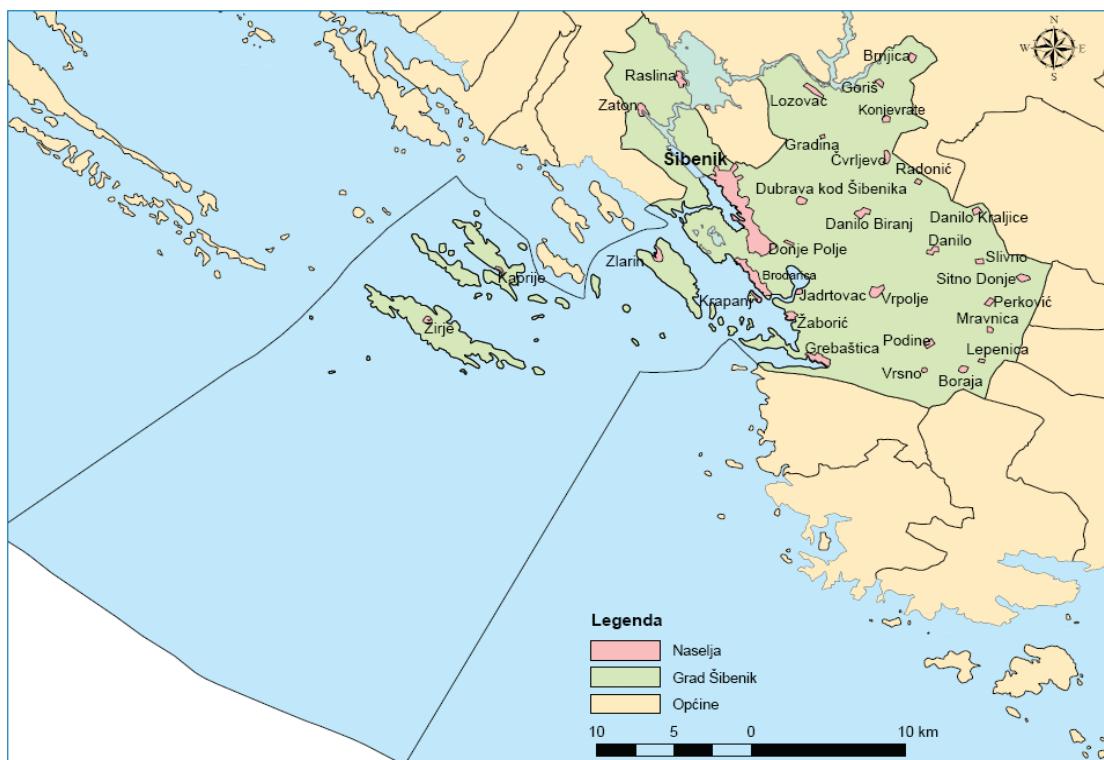 N
W
E
S
Brnjica
Raslina
Goriš
Lozovac
Zaton
Konjevrate
Gradina
Šibenik
Čvrljevo
Radonić
Dubrava kod Šibenika
Danilo Kraljice
Danilo Biranj
Danilo
Donje Polje
Slivno
Zlarin
Kaprije
Brodarica
Sitno Donje
Jadrtovac
Vrpolje
Krapanj
Perković
Žirje
Žaborić
Mravnica
Podine
Grebaštica
Lepenica
Vrsno
Boraja
Legenda
Naselja
Grad Šibenik
Općine
10 5 0 10 km